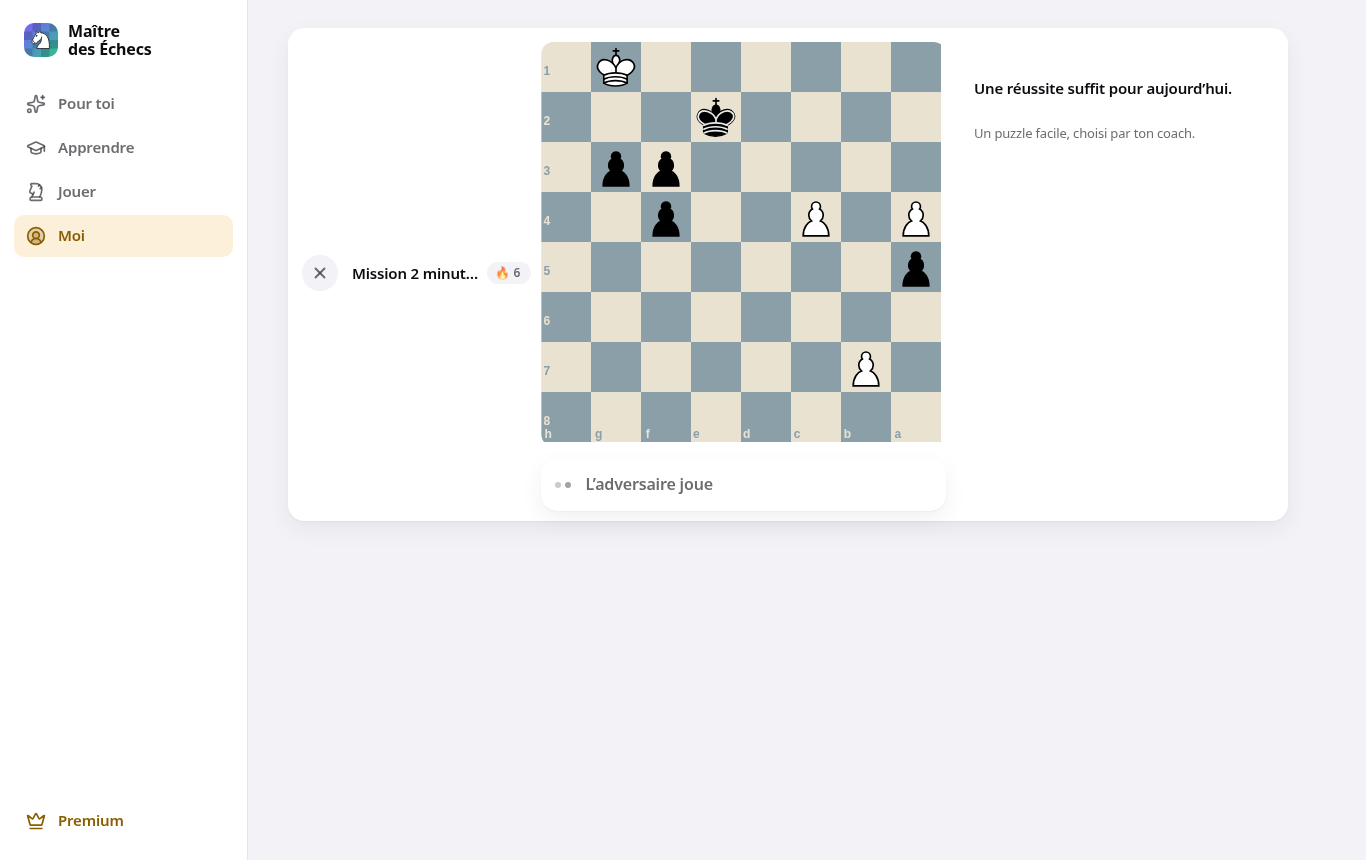 Maître
des Échecs
Pour toi
Apprendre
Jouer
Moi
Premium
Mission 2 minut...
🔥 6
1
2
3
4
5
6
7
8
h g f e d c b a
L'adversaire joue
Une réussite suffit pour aujourd'hui.
Un puzzle facile, choisi par ton coach.